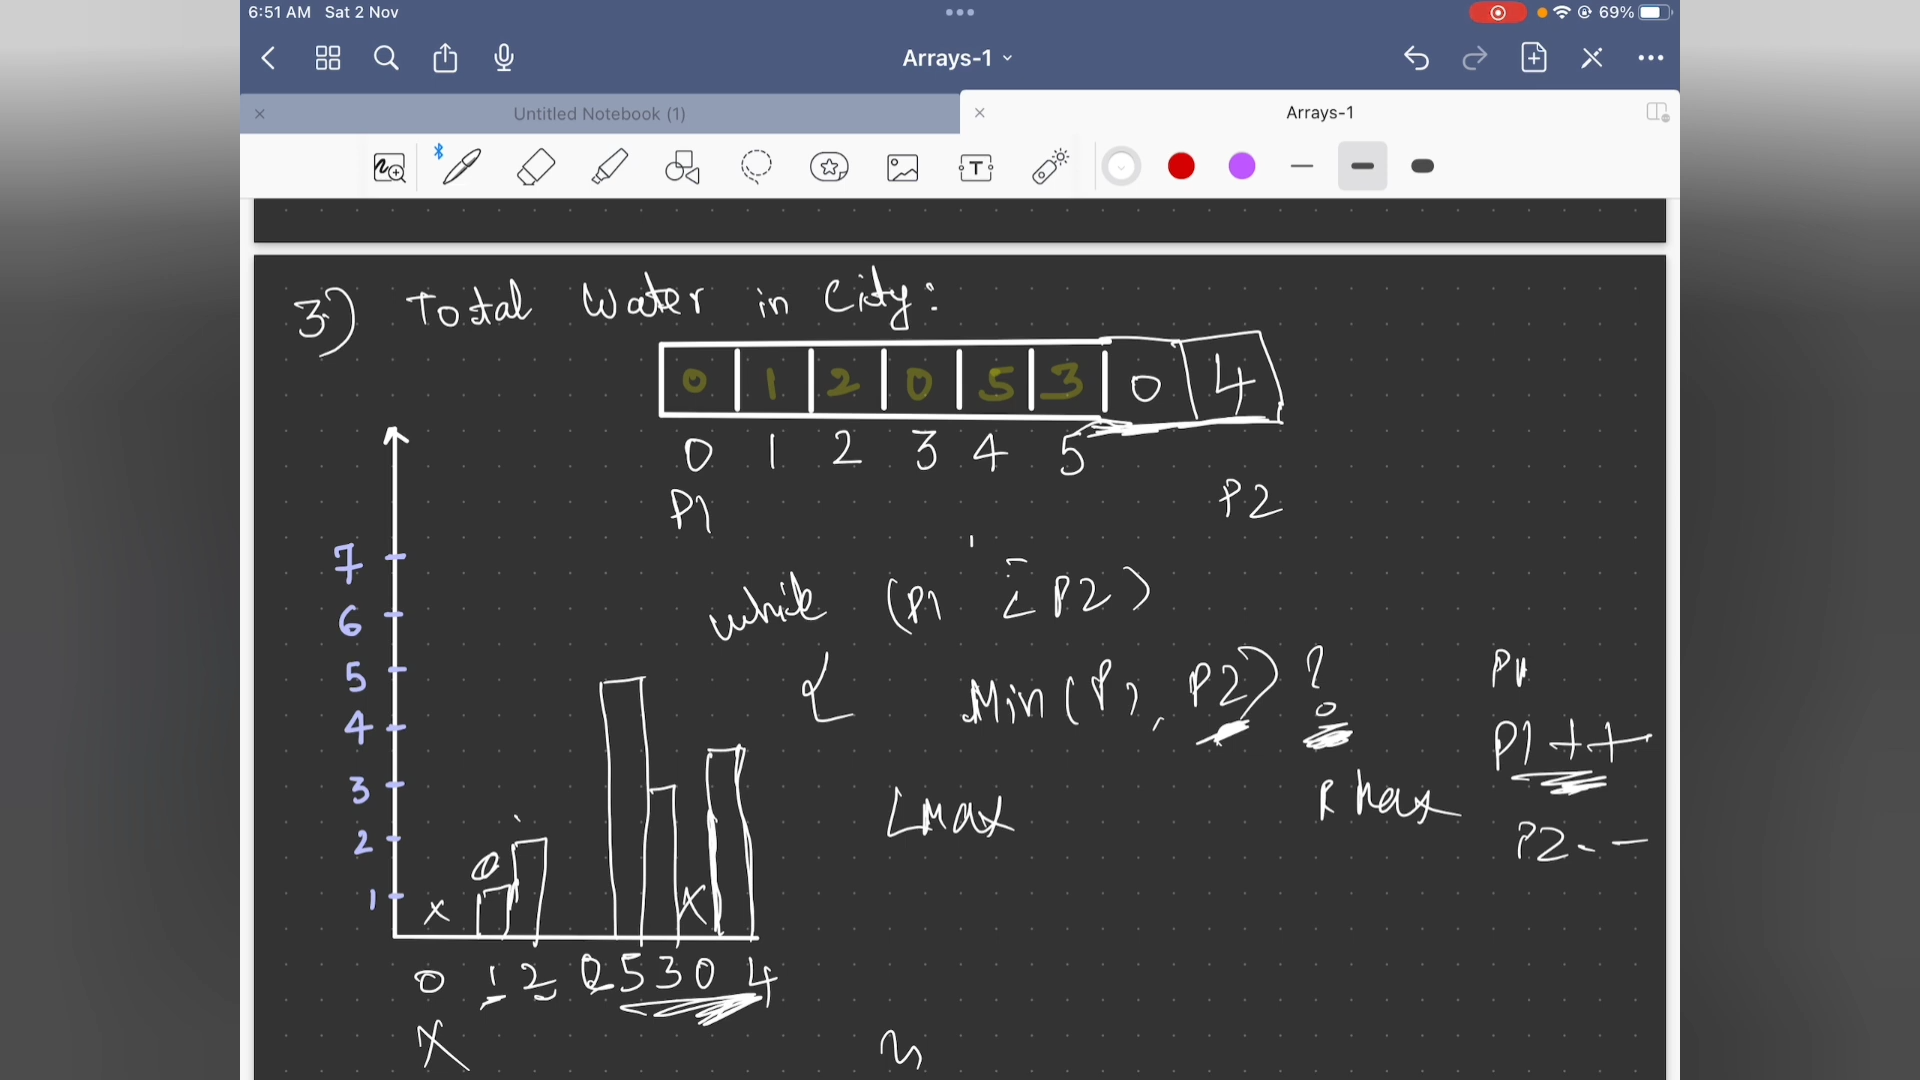 6:51 AM Sat 2 Nov
69%
Arrays-1
Untitled Notebook (1)
Arrays-1
T
3) Total Water in City:
0 1 2 0 5 3 0 4
0 1 2 3 4 5
P1 P2
7
6
5
4
3
2
1
while (P1 < P2)
{ Min(P1, P2) ?
P1
P1++
Lmax RMax
P2--
0
x x
0 1 2 0 5 3 0 4
X